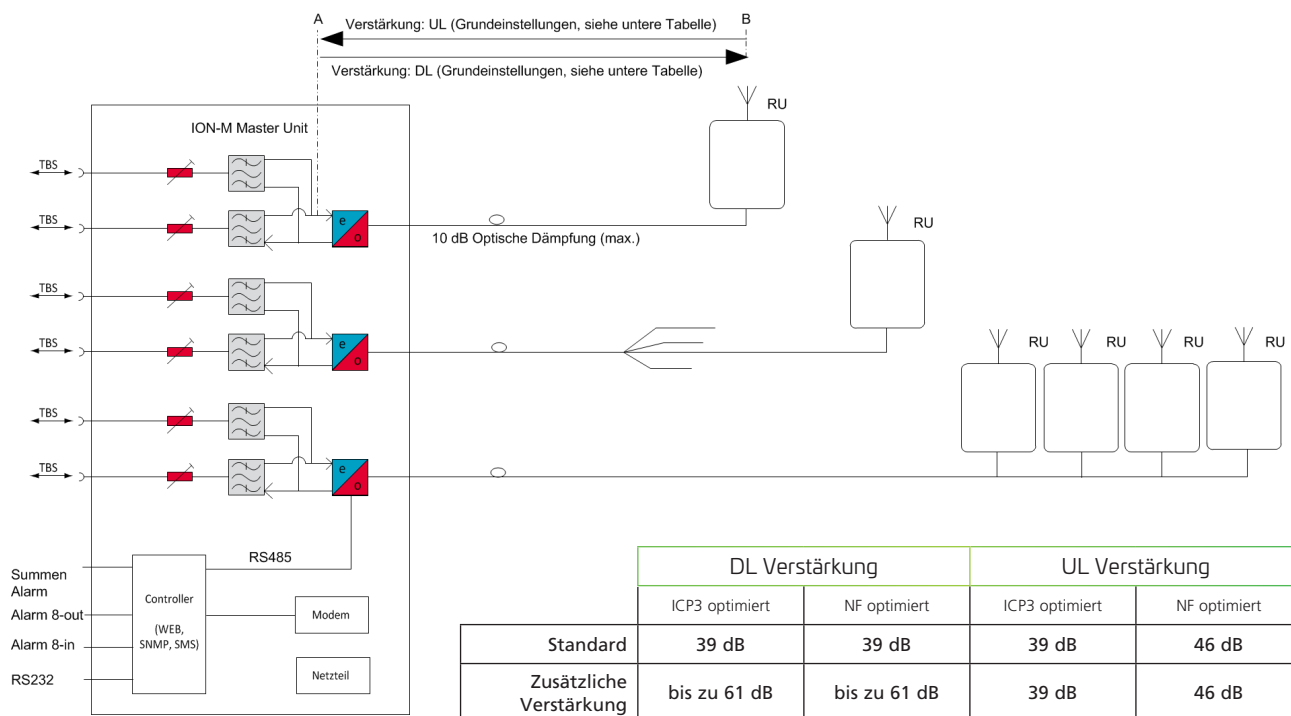 A
B
Verstärkung: UL (Grundeinstellungen, siehe untere Tabelle)
Verstärkung: DL (Grundeinstellungen, siehe untere Tabelle)
RU
ION-M Master Unit
TBS
TBS
e
o
10 dB Optische Dämpfung (max.)
RU
TBS
TBS
e
o
RU
RU
RU
RU
TBS
TBS
e
o
RS485
Summen
Alarm
Alarm 8-out
Alarm 8-in
RS232
Controller
(WEB,
SNMP, SMS)
Modem
Netzteil
DL Verstärkung UL Verstärkung
ICP3 optimiert NF optimiert ICP3 optimiert NF optimiert
Standard 39 dB 39 dB 39 dB 46 dB
Zusätzliche
Verstärkung bis zu 61 dB bis zu 61 dB 39 dB 46 dB